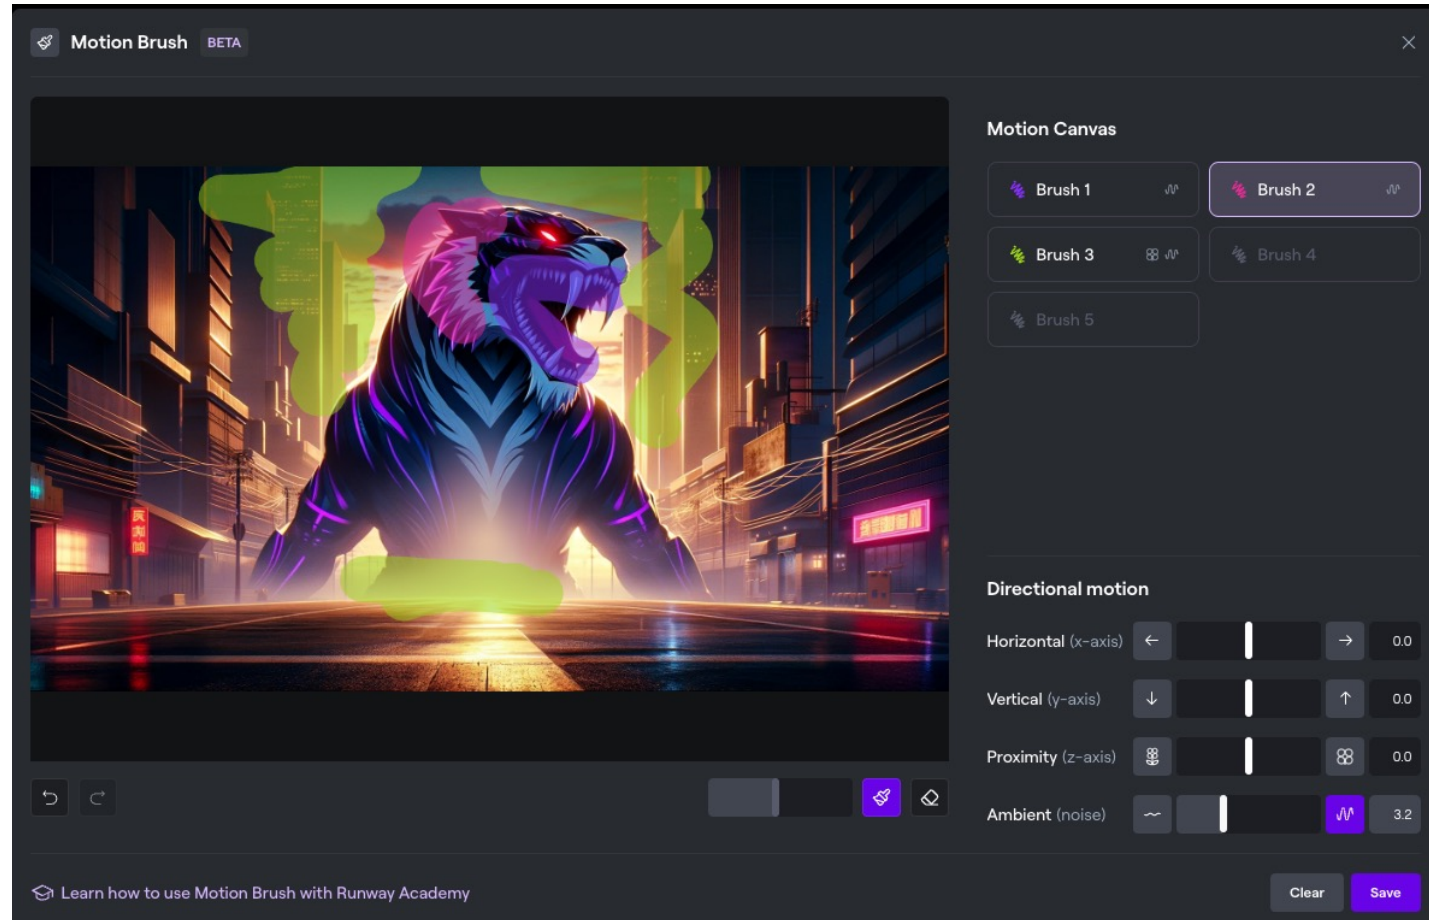 Motion Brush BETA
Motion Canvas
Brush 1
Brush 2
Brush 3
Brush 4
Brush 5
Directional motion
Horizontal (x-axis) 0.0
Vertical (y-axis) 0.0
Proximity (z-axis) 0.0
Ambient (noise) 3.2
Learn how to use Motion Brush with Runway Academy
Clear
Save